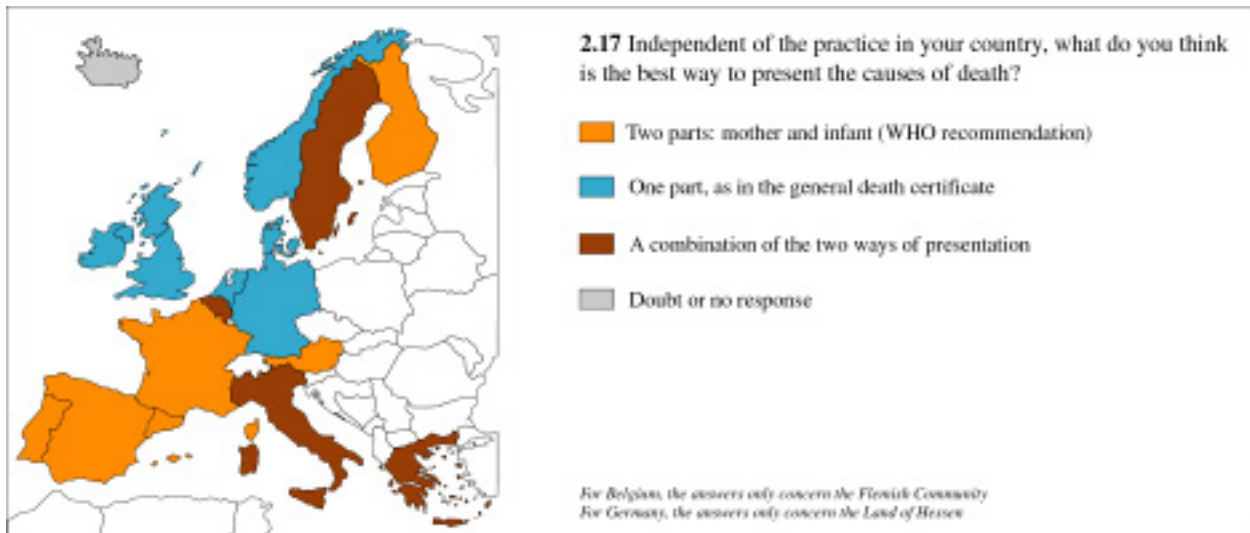 2.17 Independent of the practice in your country, what do you think
is the best way to present the causes of death?
Two parts: mother and infant (WHO recommendation)
One part, as in the general death certificate
A combination of the two ways of presentation
Doubt or no response
For Belgium, the answers only concern the Flemish Community
For Germany, the answers only concern the Land of Hessen